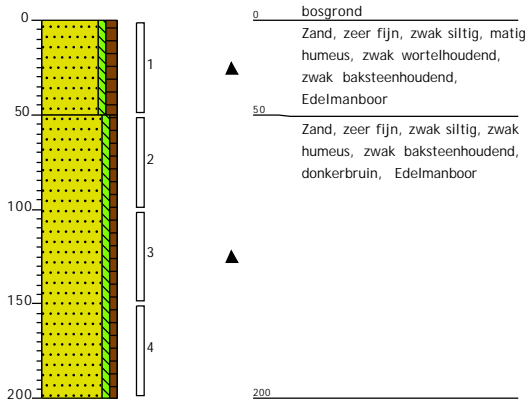 0
50
100
150
200
1
2
3
4
0
bosgrond
Zand, zeer fijn, zwak siltig, matig
humeus, zwak wortelhoudend,
zwak baksteenhoudend,
Edelmanboor
50
Zand, zeer fijn, zwak siltig, zwak
humeus, zwak baksteenhoudend,
donkerbruin, Edelmanboor
200